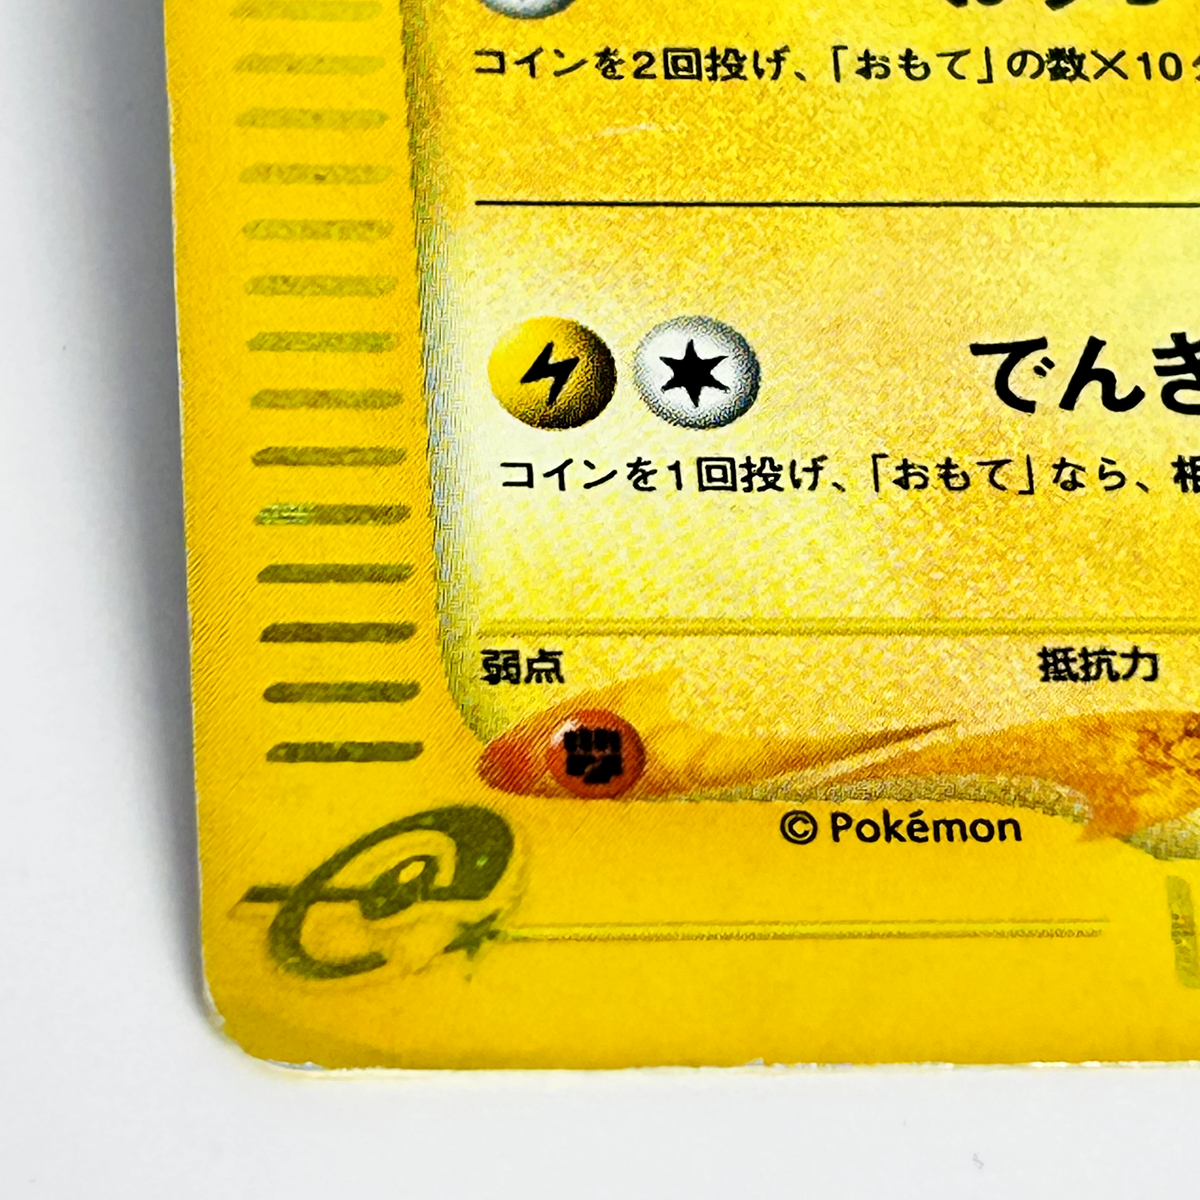 コインを2回投げ、「おもて」の数×10
でんき
コインを1回投げ、「おもて」なら、相
弱点
抵抗力
© Pokémon